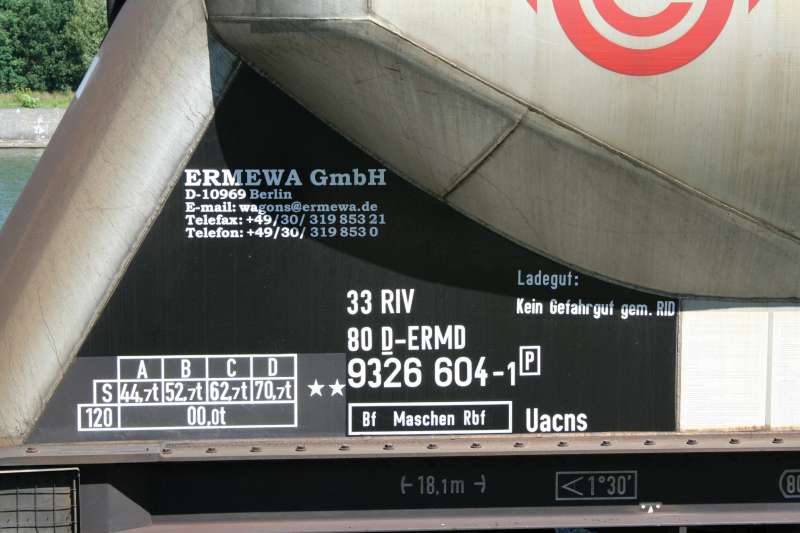 ERMEWA GmbH
D-10969 Berlin
E-mail: wagons@ermewa.de
Telefax: +49/30/ 319 853 21
Telefon: +49/30/ 319 853 0
Ladegut:
Kein Gefahrgut gem. RID
33 RIV
80 D-ERMD
9326 604-1 P
A B C D
S 44,7t 52,7t 62,7t 70,7t
120 00,0t
★★
Bf Maschen Rbf
Uacns
18,1m
< 1°30'
80